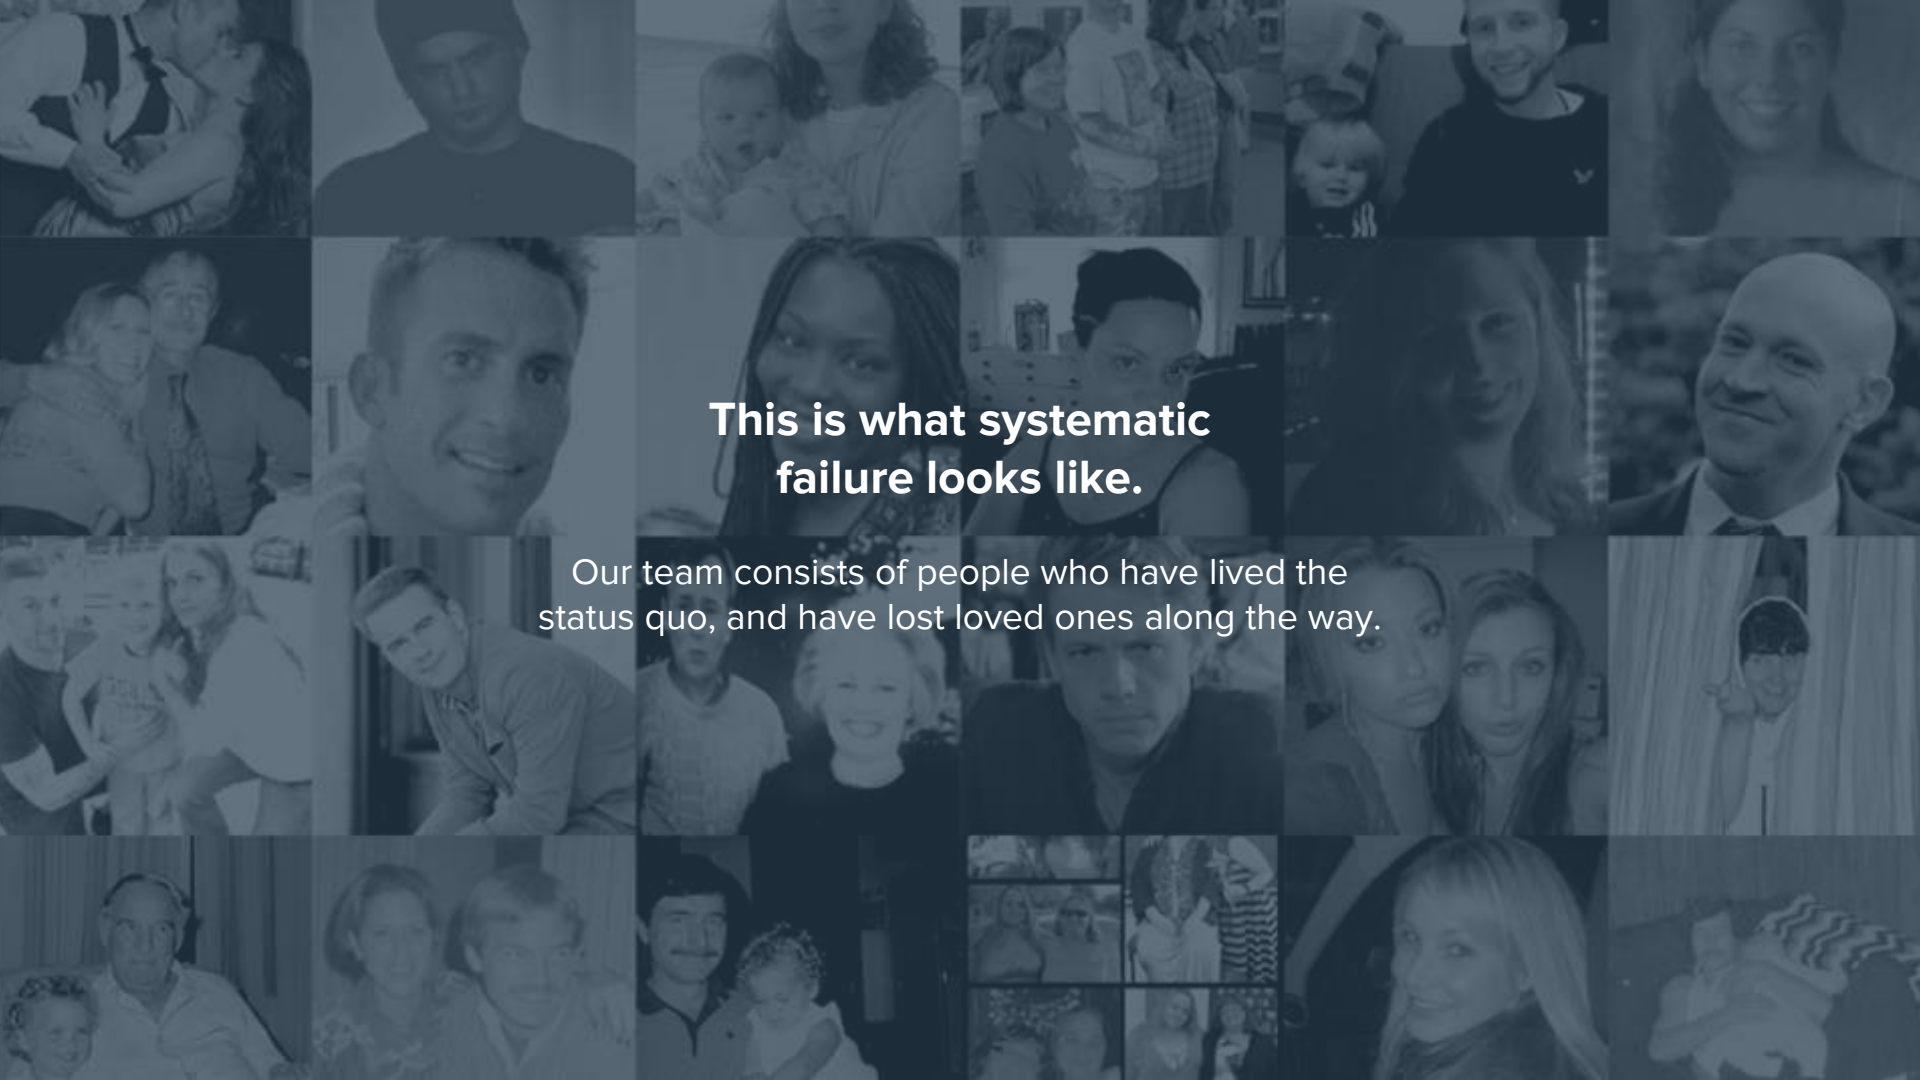 This is what systematic
failure looks like.
Our team consists of people who have lived the
status quo, and have lost loved ones along the way.